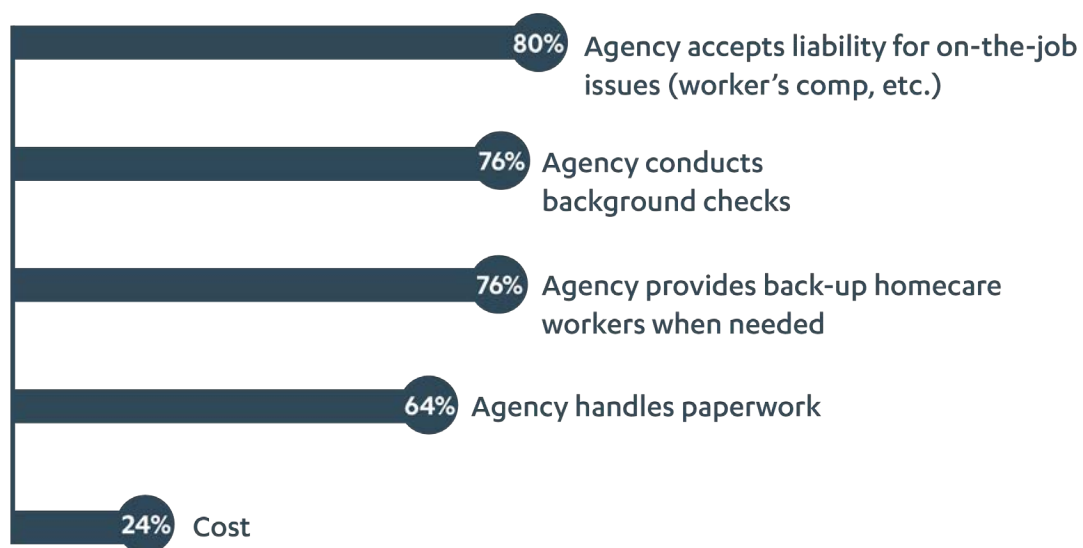 80% Agency accepts liability for on-the-job
issues (worker's comp, etc.)
76% Agency conducts
background checks
76% Agency provides back-up homecare
workers when needed
64% Agency handles paperwork
24% Cost